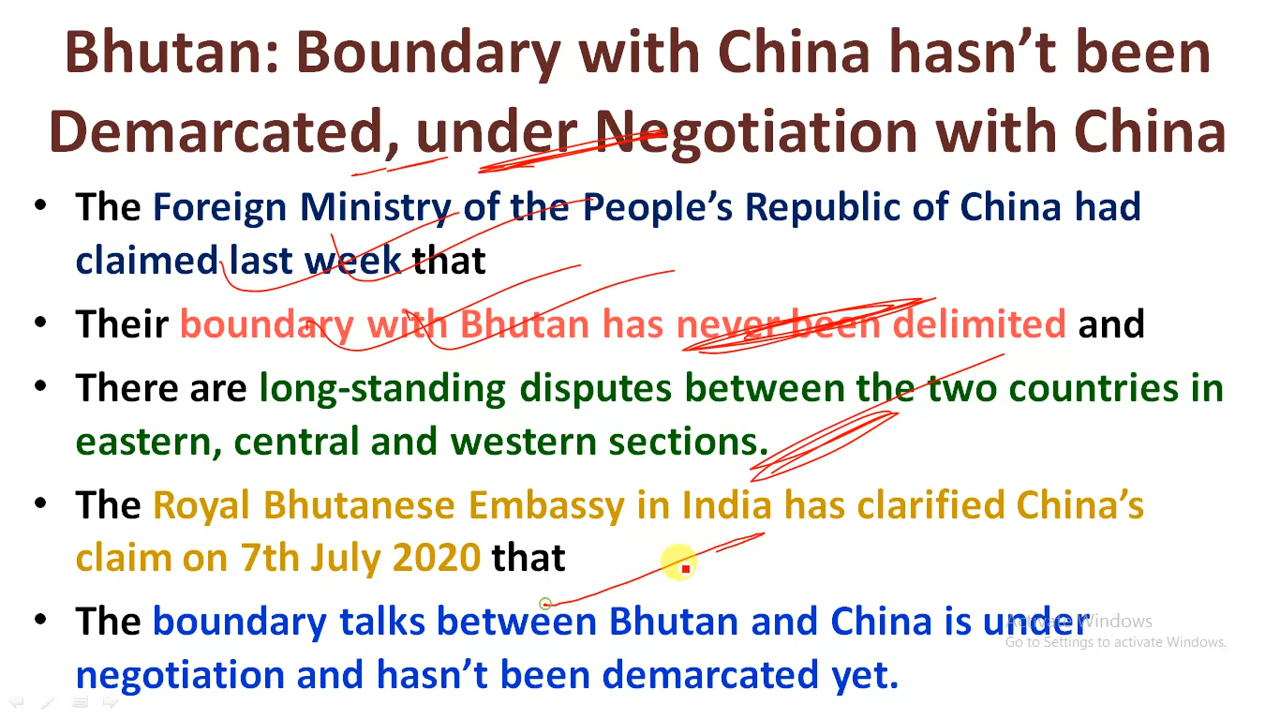 Bhutan: Boundary with China hasn’t been
Demarcated, under Negotiation with China
• The Foreign Ministry of the People’s Republic of China had
claimed last week that
• Their boundary with Bhutan has never been delimited and
• There are long-standing disputes between the two countries in
eastern, central and western sections.
• The Royal Bhutanese Embassy in India has clarified China’s
claim on 7th July 2020 that
• The boundary talks between Bhutan and China is under
negotiation and hasn’t been demarcated yet.
Activate Windows
Go to Settings to activate Windows.